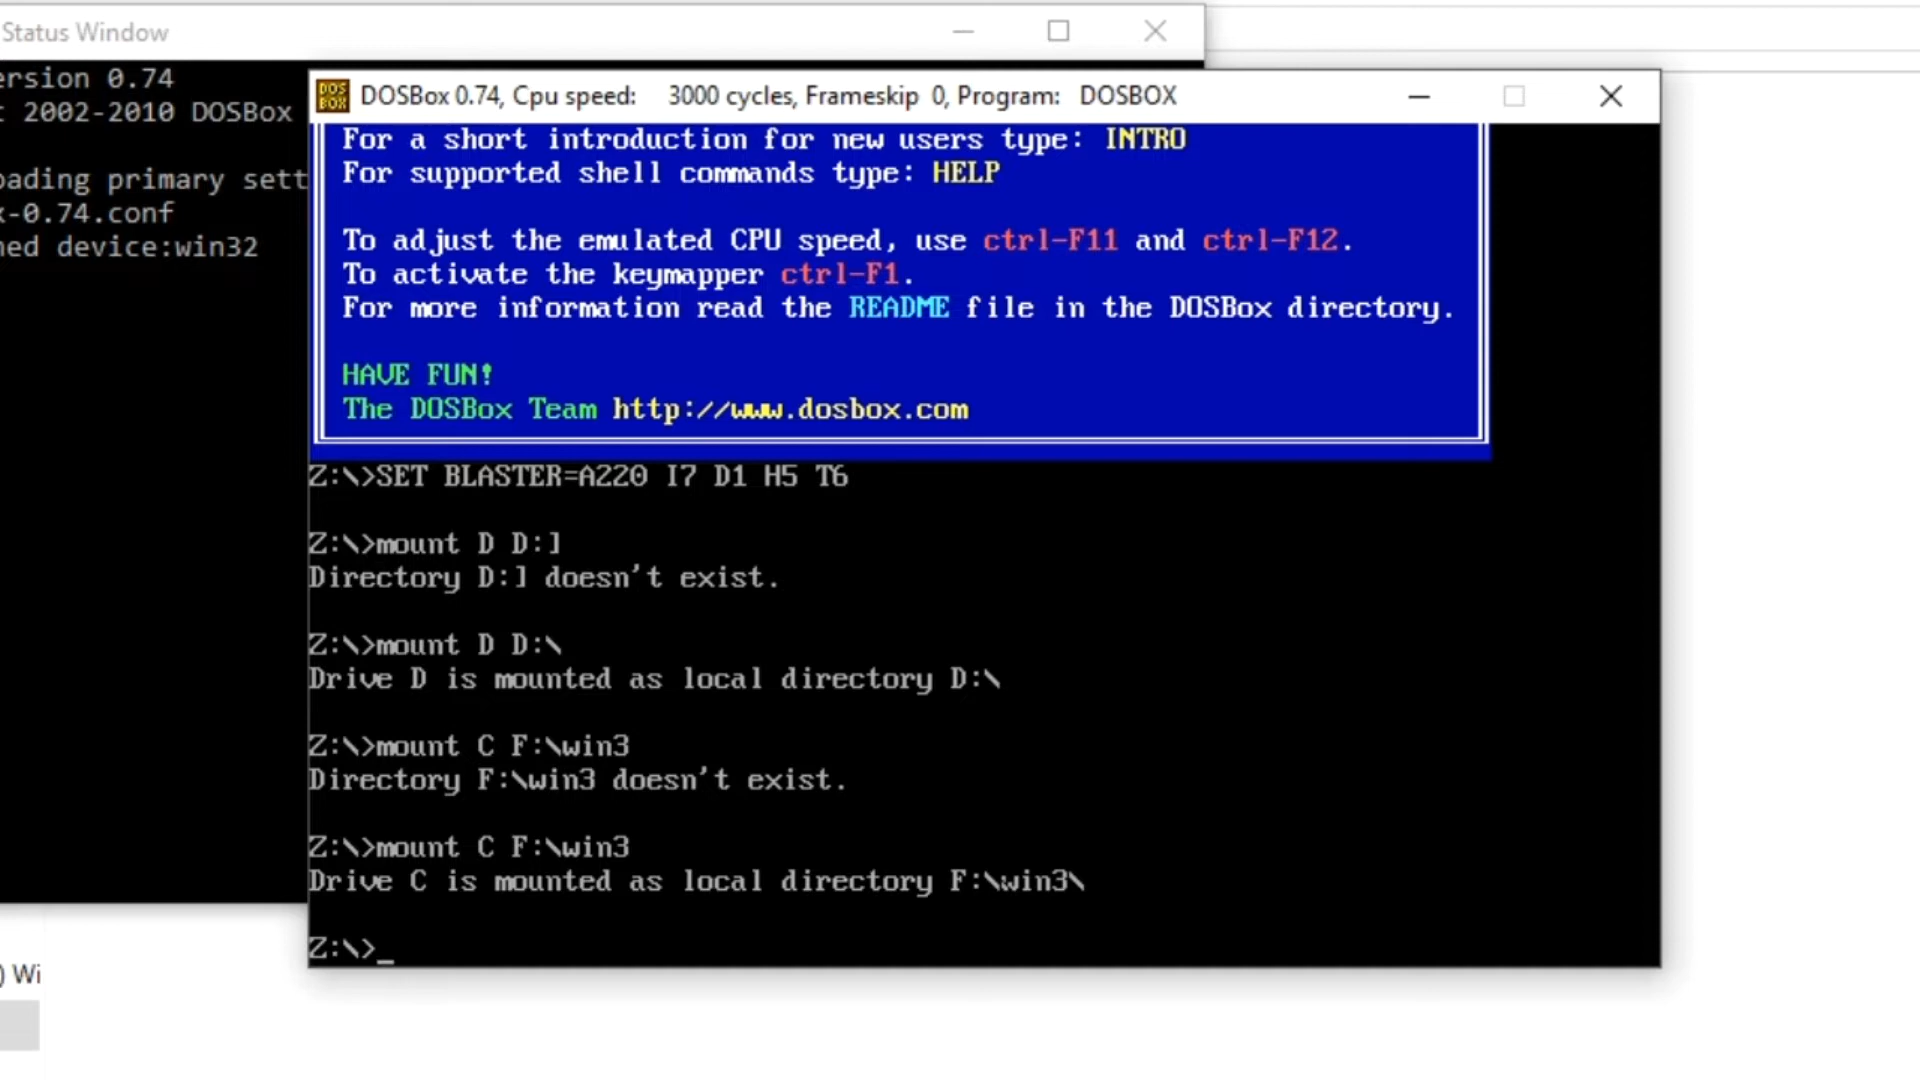 Status Window
ersion 0.74
2002-2010 DOSBox
oading primary sett
x-0.74.conf
ned device:win32
DOSBox 0.74, Cpu speed: 3000 cycles, Frameskip 0, Program: DOSBOX
For a short introduction for new users type: INTRO
For supported shell commands type: HELP
To adjust the emulated CPU speed, use ctrl-F11 and ctrl-F12.
To activate the keymapper ctrl-F1.
For more information read the README file in the DOSBox directory.
HAVE FUN!
The DOSBox Team http://www.dosbox.com
Z:\>SET BLASTER=A220 I7 D1 H5 T6
Z:\>mount D D:]
Directory D:] doesn't exist.
Z:\>mount D D:\
Drive D is mounted as local directory D:\
Z:\>mount C F:\win3
Directory F:\win3 doesn't exist.
Z:\>mount C F:\win3
Drive C is mounted as local directory F:\win3\
Z:\>_
) Wi